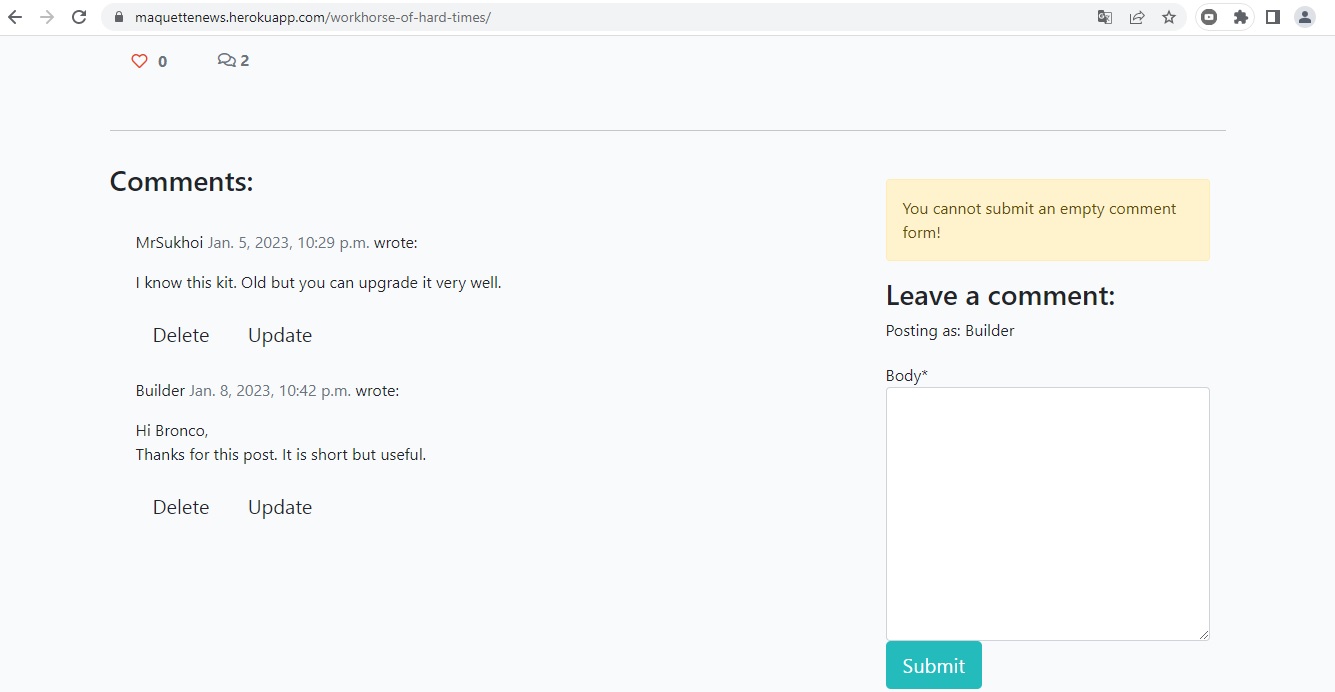 maquettenews.herokuapp.com/workhorse-of-hard-times/
0 2
Comments:
MrSukhoi Jan. 5, 2023, 10:29 p.m. wrote:
I know this kit. Old but you can upgrade it very well.
Delete Update
Builder Jan. 8, 2023, 10:42 p.m. wrote:
Hi Bronco,
Thanks for this post. It is short but useful.
Delete Update
You cannot submit an empty comment
form!
Leave a comment:
Posting as: Builder
Body*
Submit